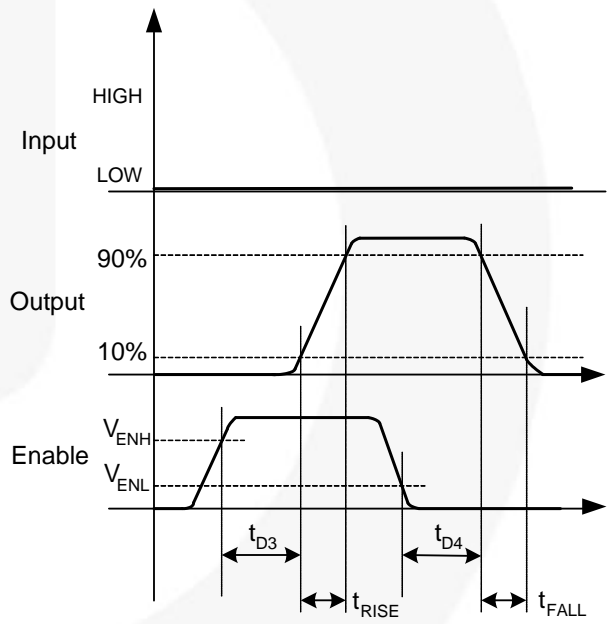 HIGH
Input
LOW
90%
Output
10%
VENH
Enable
VENL
tD3
tD4
tRISE
tFALL